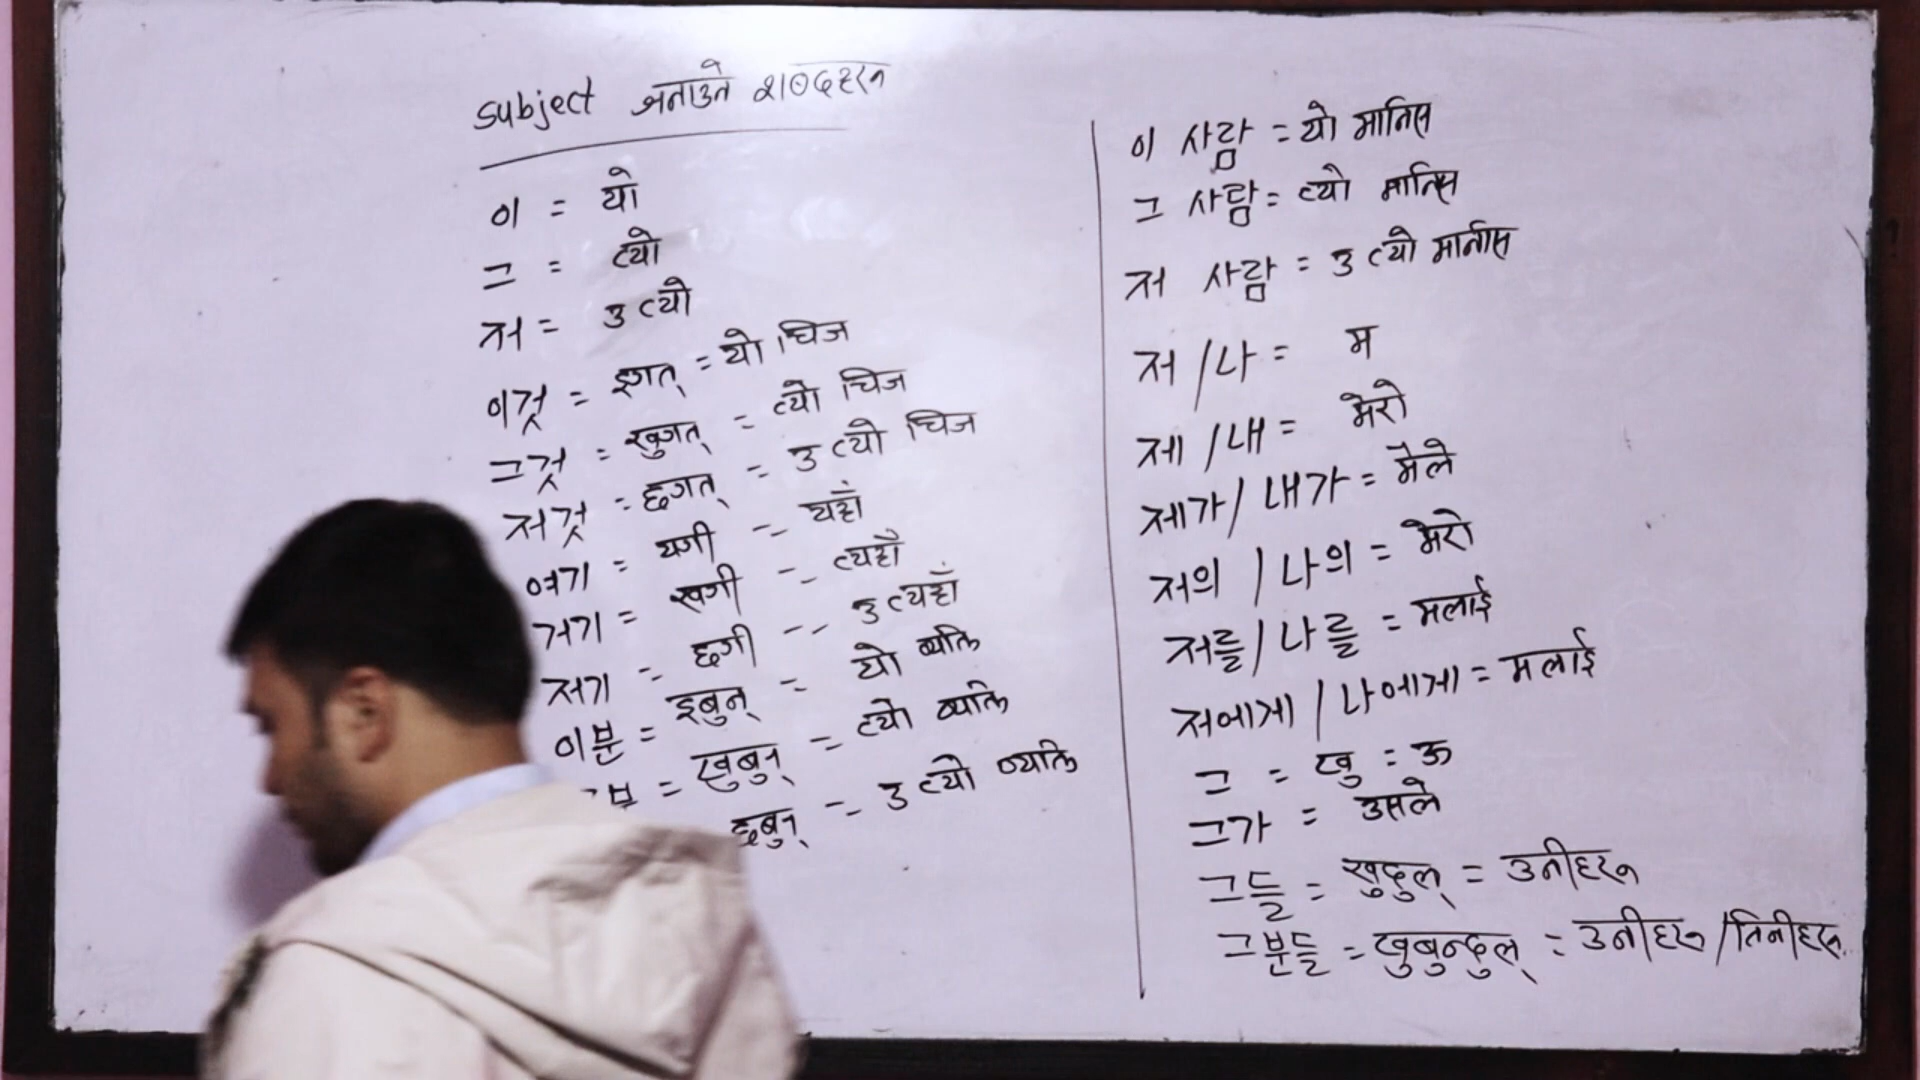 subject जनाउने शब्दहरु
이 = यो
그 = त्यो
저 = उ त्यो
이것 = इगत् = यो चिज
그것 = खुगत् = त्यो चिज
저것 = छगत् = उ त्यो चिज
여기 = यगी = यहाँ
거기 = खगी = त्यहाँ
저기 = छगी = उ त्यहाँ
이분 = इबुन् = यो ब्यक्ति
= खुबुन् = त्यो ब्यक्ति
छबुन् = उ त्यो ब्यक्ति
이 사람 = यो मानिस
그 사람 = त्यो मानिस
저 사람 = उ त्यो मानीस
저 / 나 = म
제 / 내 = मेरो
제가 / 내가 = मैले
저의 / 나의 = मेरो
저를 / 나를 = मलाई
저에게 / 나에게 = मलाई
그 = खु = ऊ
그가 = उसले
그들 = खुदुल् = उनीहरु
그분들 = खुबुन्दुल् = उनीहरु / तिनीहरु